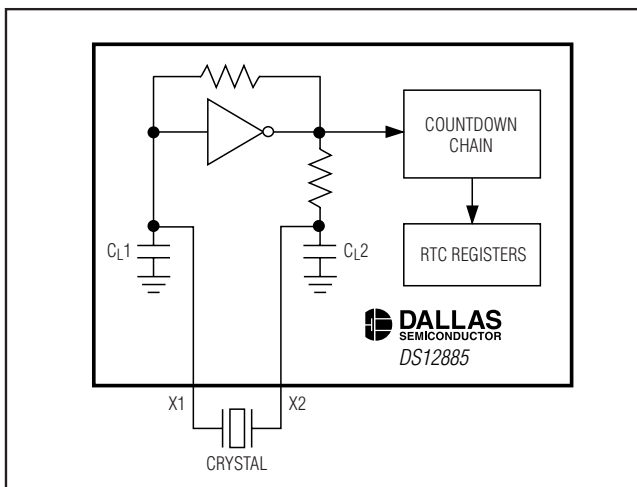 COUNTDOWN
CHAIN
CL1
CL2
RTC REGISTERS
DALLAS
SEMICONDUCTOR
DS12885
X1
X2
CRYSTAL